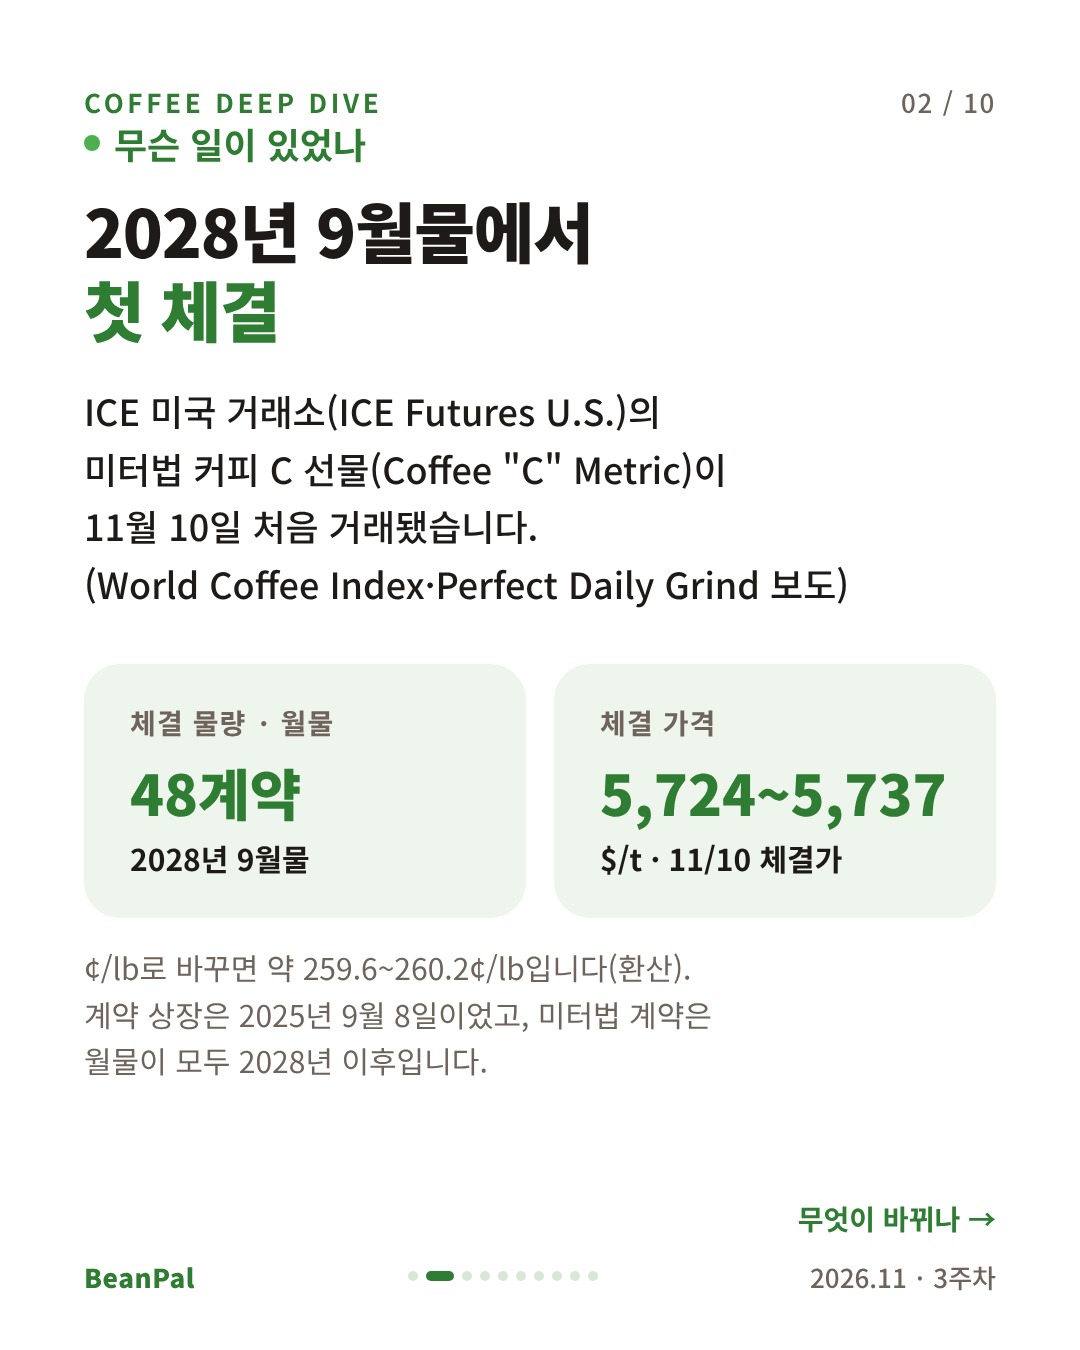 COFFEE DEEP DIVE
02 / 10
무슨 일이 있었나
2028년 9월물에서
첫 체결
ICE 미국 거래소(ICE Futures U.S.)의
미터법 커피 C 선물(Coffee "C" Metric)이
11월 10일 처음 거래됐습니다.
(World Coffee Index·Perfect Daily Grind 보도)
체결 물량 · 월물
48계약
2028년 9월물
체결 가격
5,724~5,737
$/t · 11/10 체결가
¢/lb로 바꾸면 약 259.6~260.2¢/lb입니다(환산).
계약 상장은 2025년 9월 8일이었고, 미터법 계약은
월물이 모두 2028년 이후입니다.
무엇이 바뀌나 →
BeanPal
2026.11 · 3주차